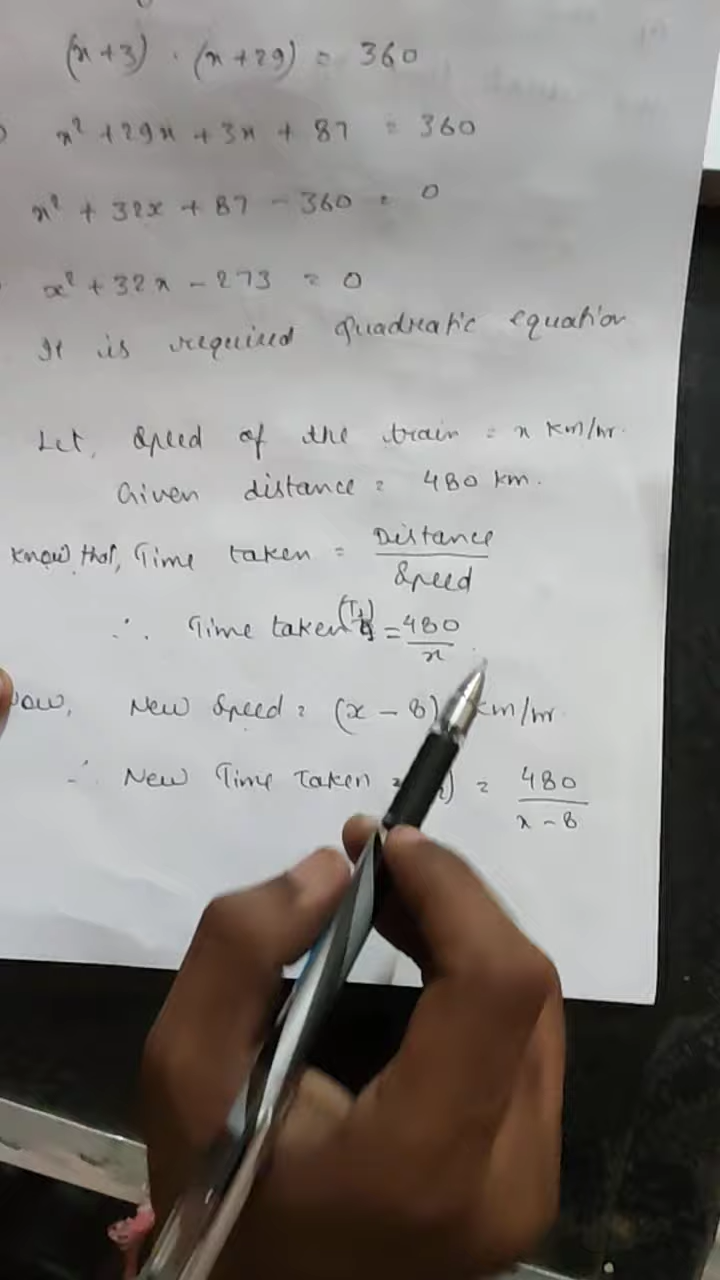 (x+3) . (x+29) = 360
x² + 29x + 3x + 87 = 360
x² + 32x + 87 - 360 = 0
x² + 32x - 273 = 0
It is required quadratic equation
Let, speed of the train = x km/hr.
Given distance = 480 km.
know that, Time taken = Distance / Speed
∴ Time taken (T₁) = 480 / x
New Speed = (x - 8) km/hr
∴ New Time Taken = = 480 / x - 8